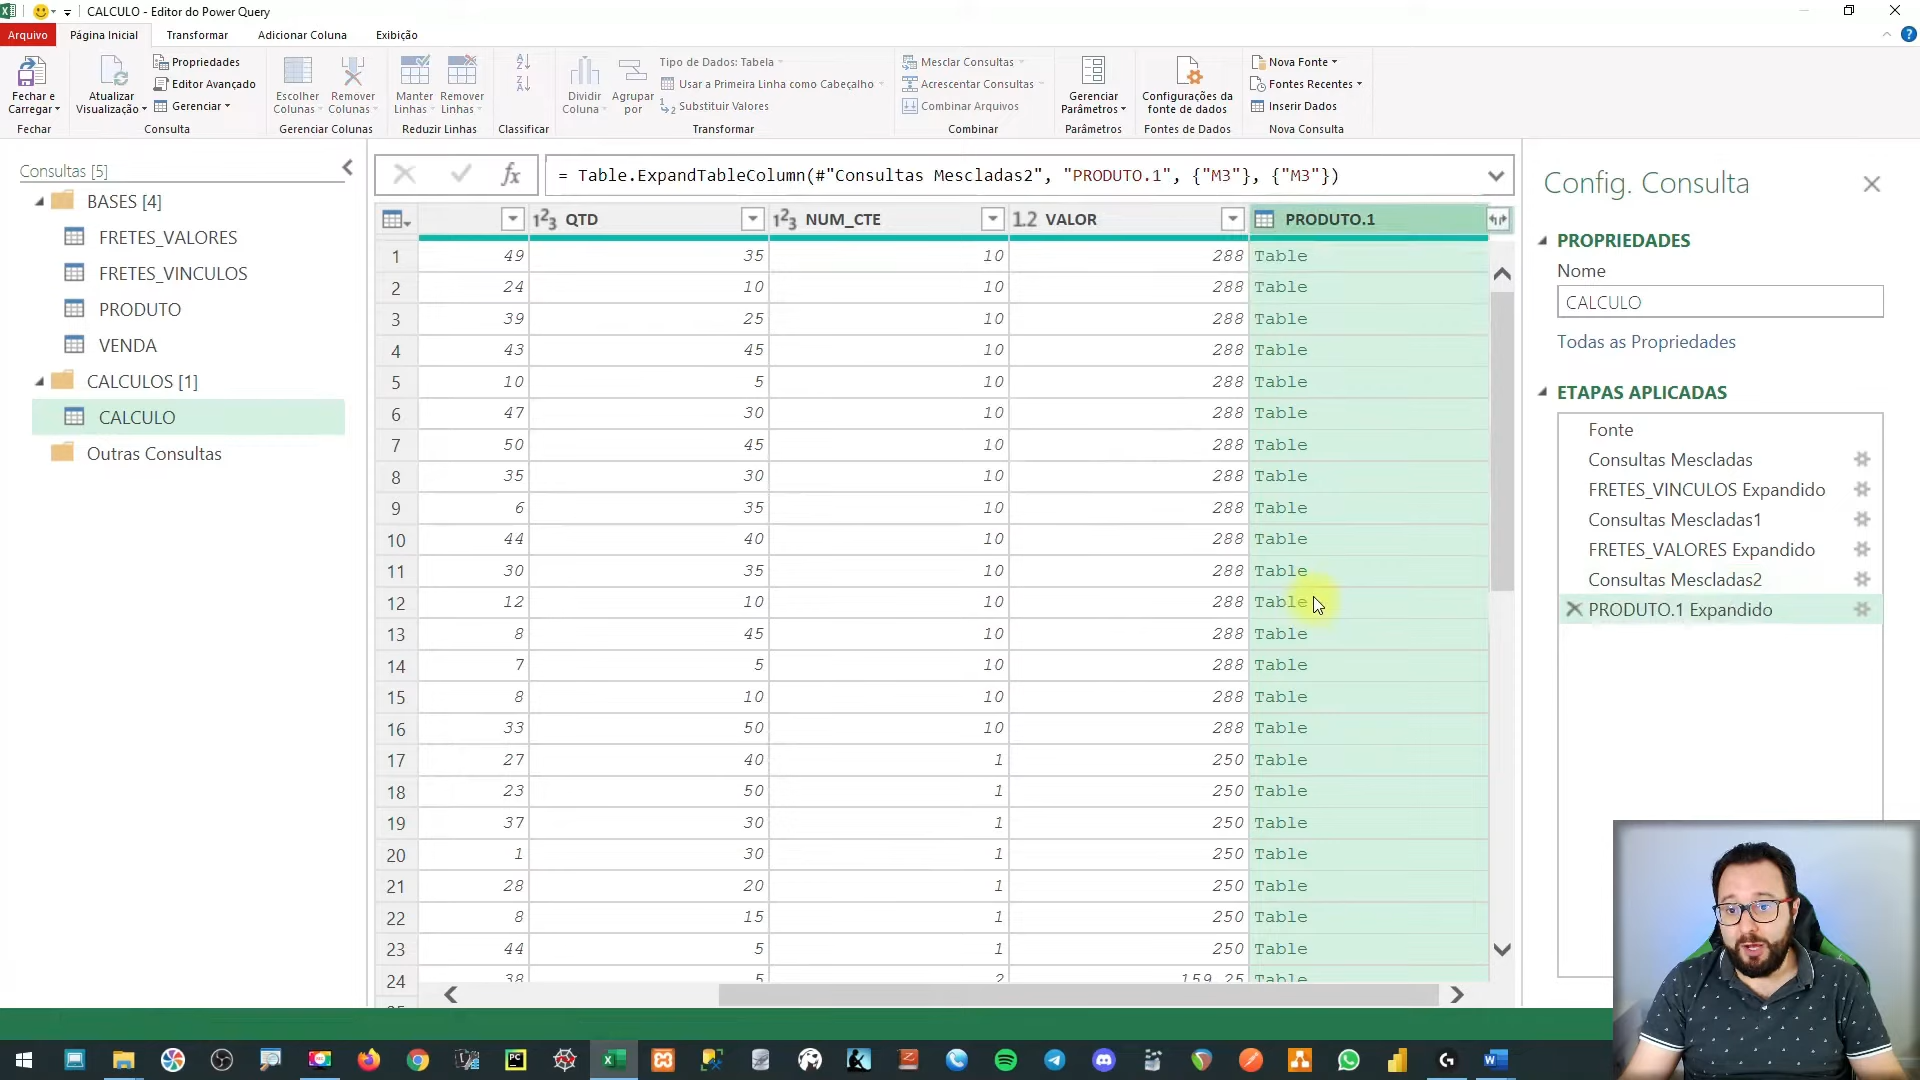 CALCULO - Editor do Power Query
Arquivo
Página Inicial
Transformar
Adicionar Coluna
Exibição
Fechar e Carregar
Fechar
Atualizar Visualização
Propriedades
Editor Avançado
Gerenciar
Consulta
Escolher Colunas
Remover Colunas
Gerenciar Colunas
Manter Linhas
Remover Linhas
Reduzir Linhas
Classificar
Dividir Coluna
Agrupar por
Tipo de Dados: Tabela
Usar a Primeira Linha como Cabeçalho
Substituir Valores
Transformar
Mesclar Consultas
Acrescentar Consultas
Combinar Arquivos
Combinar
Gerenciar Parâmetros
Parâmetros
Configurações da fonte de dados
Fontes de Dados
Nova Fonte
Fontes Recentes
Inserir Dados
Nova Consulta
Consultas [5]
BASES [4]
FRETES_VALORES
FRETES_VINCULOS
PRODUTO
VENDA
CALCULOS [1]
CALCULO
Outras Consultas
fx
= Table.ExpandTableColumn(#"Consultas Mescladas2", "PRODUTO.1", {"M3"}, {"M3"})
QTD NUM_CTE 1.2 VALOR PRODUTO.1
1 49 35 10 288 Table
2 24 10 10 288 Table
3 39 25 10 288 Table
4 43 45 10 288 Table
5 10 5 10 288 Table
6 47 30 10 288 Table
7 50 45 10 288 Table
8 35 30 10 288 Table
9 6 35 10 288 Table
10 44 40 10 288 Table
11 30 35 10 288 Table
12 12 10 10 288 Table
13 8 45 10 288 Table
14 7 5 10 288 Table
15 8 10 10 288 Table
16 33 50 10 288 Table
17 27 40 1 250 Table
18 23 50 1 250 Table
19 37 30 1 250 Table
20 1 30 1 250 Table
21 28 20 1 250 Table
22 8 15 1 250 Table
23 44 5 1 250 Table
24 38 5 2 159,25 Table
Config. Consulta
PROPRIEDADES
Nome
CALCULO
Todas as Propriedades
ETAPAS APLICADAS
Fonte
Consultas Mescladas
FRETES_VINCULOS Expandido
Consultas Mescladas1
FRETES_VALORES Expandido
Consultas Mescladas2
PRODUTO.1 Expandido